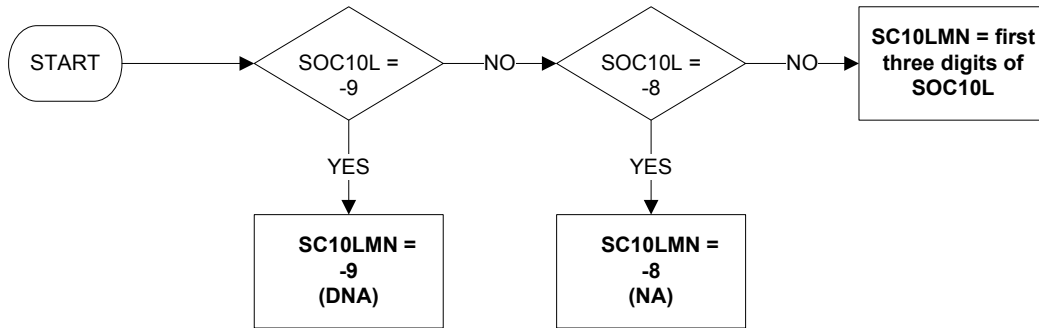 START
SOC10L =
-9
NO
SOC10L =
-8
NO
SC10LMN = first
three digits of
SOC10L
YES
YES
SC10LMN =
-9
(DNA)
SC10LMN =
-8
(NA)